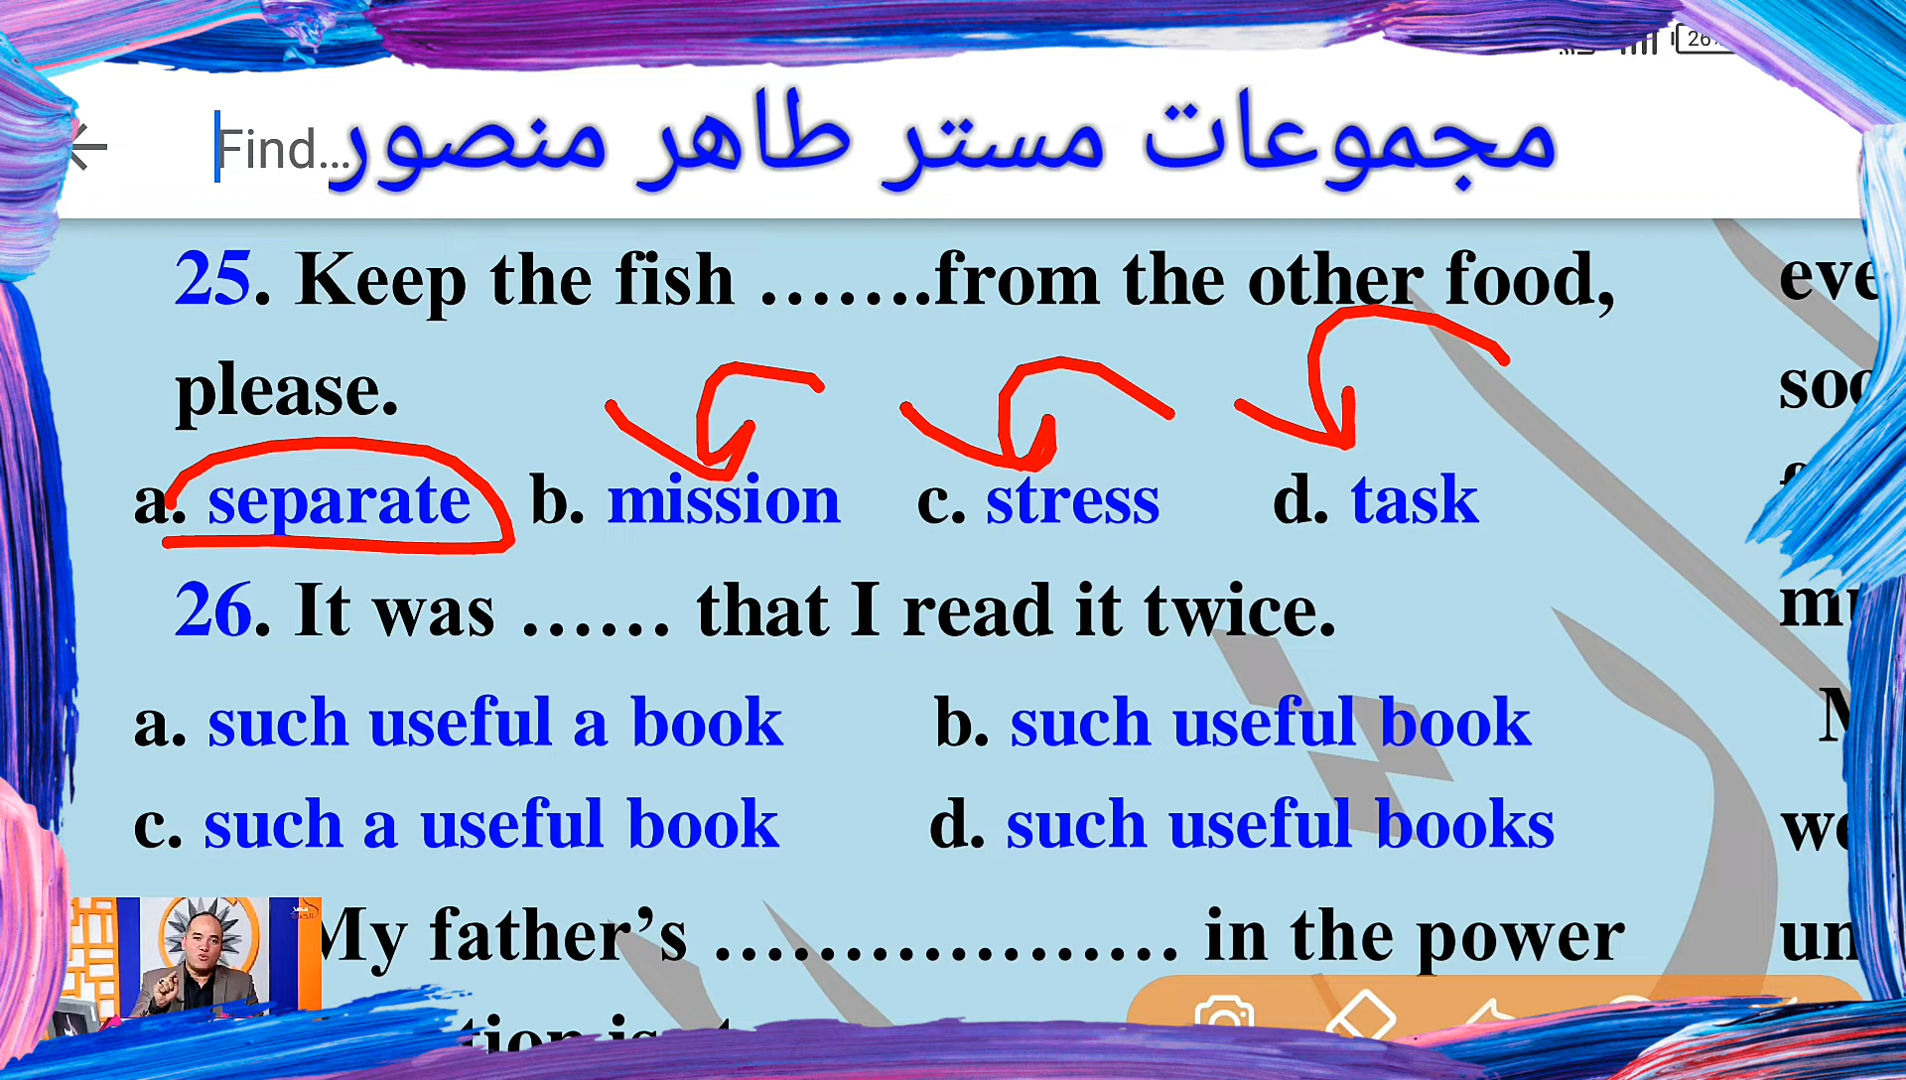 مجموعات مستر طاهر منصور
Find...
25. Keep the fish .......from the other food,
please.
a. separate b. mission c. stress d. task
26. It was ...... that I read it twice.
a. such useful a book b. such useful book
c. such a useful book d. such useful books
My father's .................. in the power